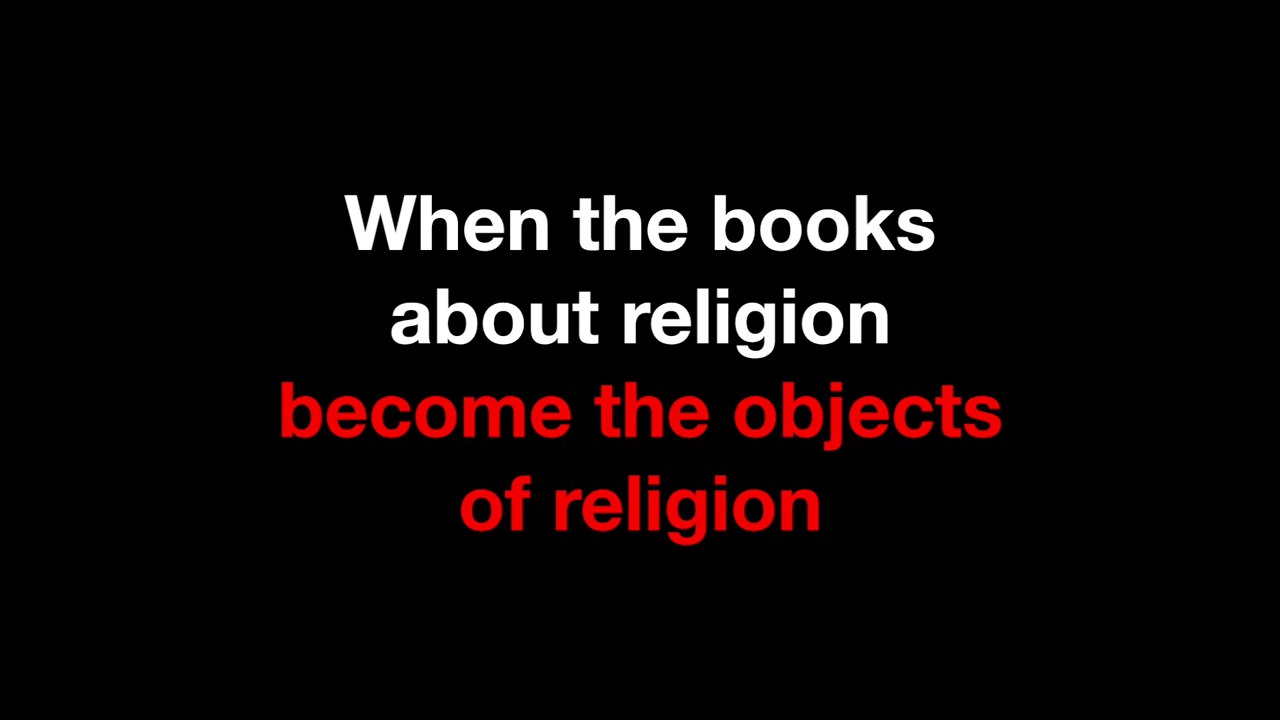 When the books
about religion
become the objects
of religion